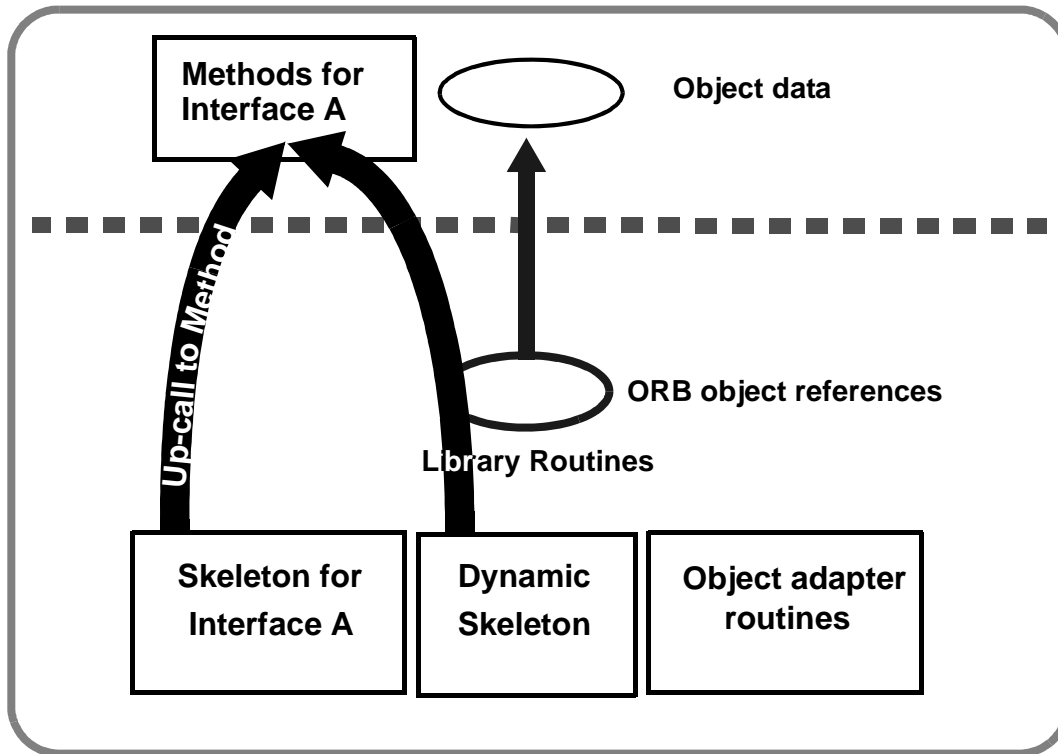 Methods for
Interface A
Object data
Up-call to Method
ORB object references
Library Routines
Skeleton for
Interface A
Dynamic
Skeleton
Object adapter
routines